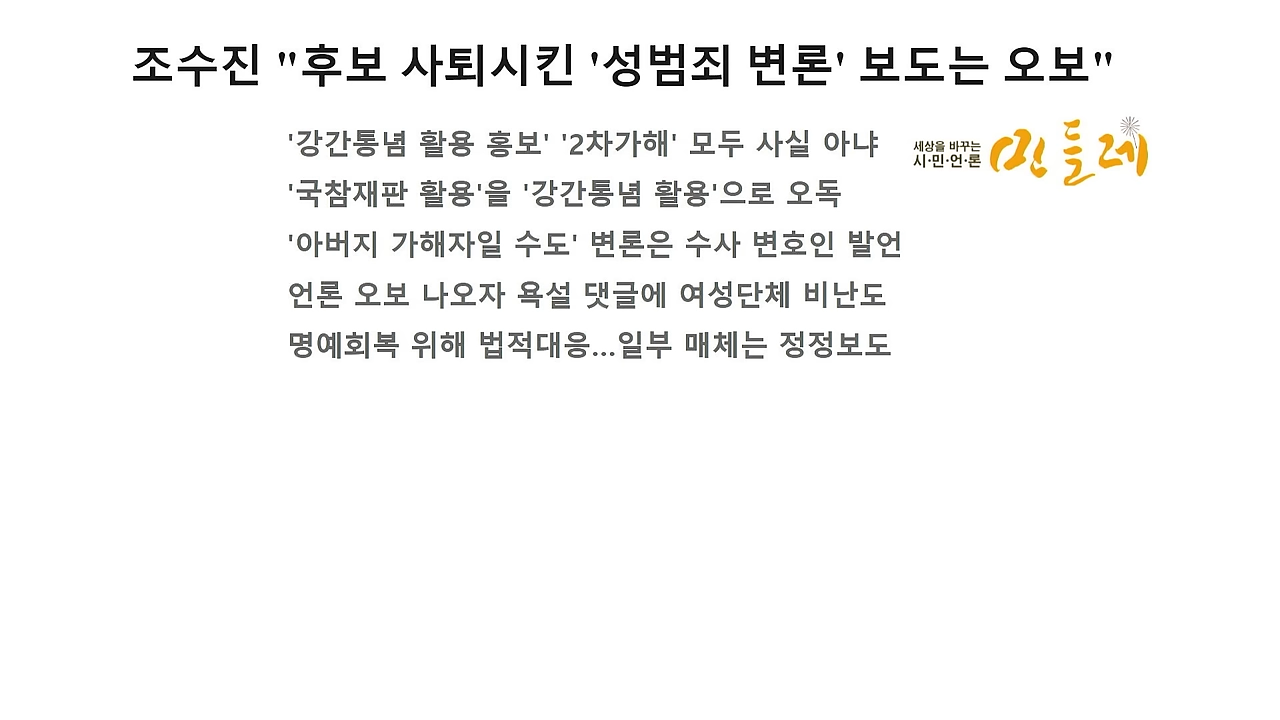 조수진 "후보 사퇴시킨 '성범죄 변론' 보도는 오보"
'강간통념 활용 홍보' '2차가해' 모두 사실 아냐
세상을 바꾸는
시·민·언·론
민들레
'국참재판 활용'을 '강간통념 활용'으로 오독
'아버지 가해자일 수도' 변론은 수사 변호인 발언
언론 오보 나오자 욕설 댓글에 여성단체 비난도
명예회복 위해 법적대응...일부 매체는 정정보도